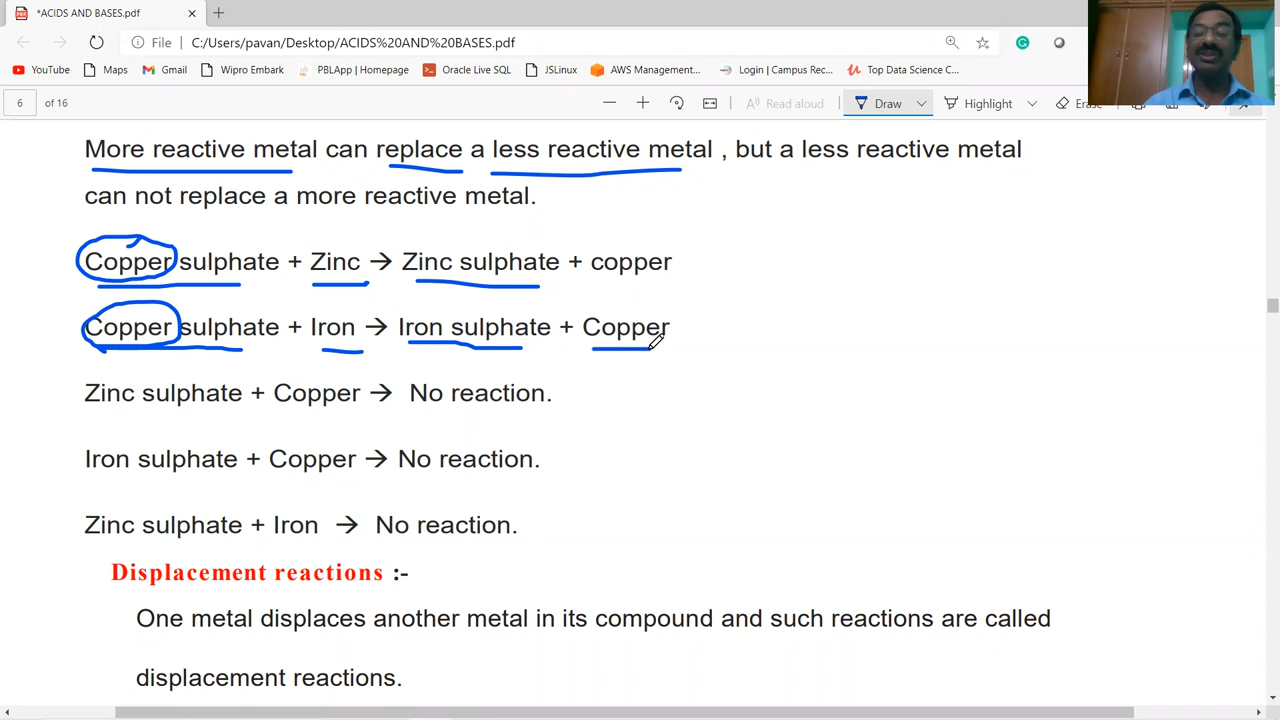 *ACIDS AND BASES.pdf
File C:/Users/pavan/Desktop/ACIDS%20AND%20BASES.pdf
YouTube Maps Gmail Wipro Embark PBLApp | Homepage Oracle Live SQL JSLinux AWS Management... Login | Campus Rec... Top Data Science C...
6 of 16 Read aloud Draw Highlight Erase
More reactive metal can replace a less reactive metal , but a less reactive metal
can not replace a more reactive metal.
Copper sulphate + Zinc → Zinc sulphate + copper
Copper sulphate + Iron → Iron sulphate + Copper
Zinc sulphate + Copper → No reaction.
Iron sulphate + Copper → No reaction.
Zinc sulphate + Iron → No reaction.
Displacement reactions :-
One metal displaces another metal in its compound and such reactions are called
displacement reactions.